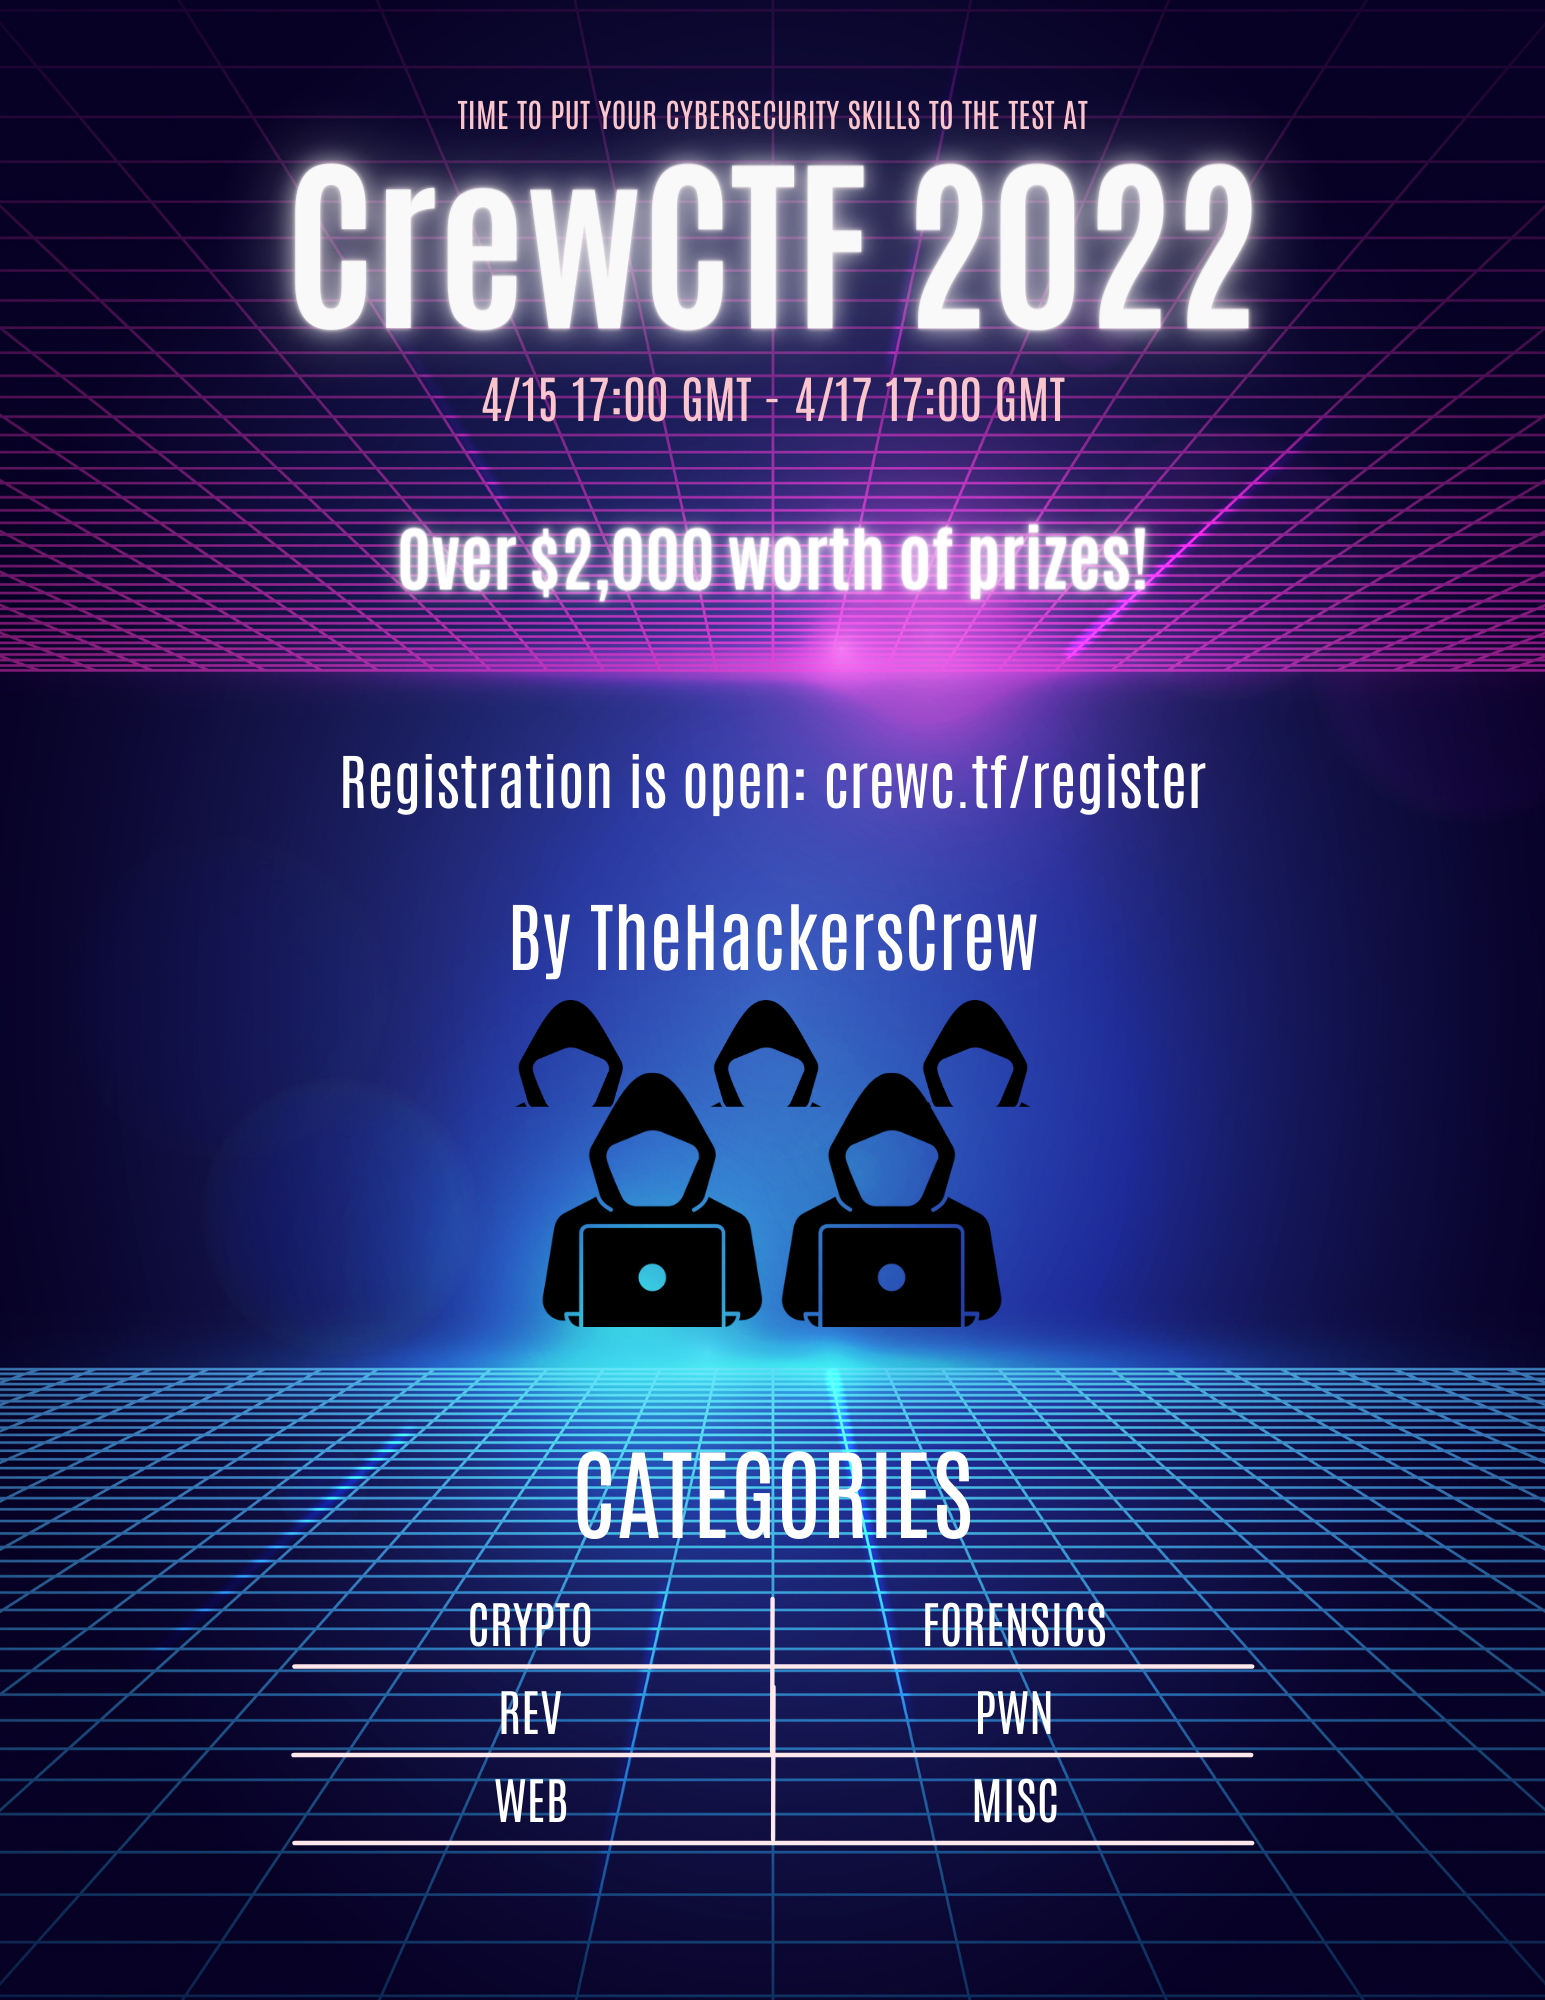 TIME TO PUT YOUR CYBERSECURITY SKILLS TO THE TEST AT
CrewCTF 2022
4/15 17:00 GMT - 4/17 17:00 GMT
Over $2,000 worth of prizes!
Registration is open: crewc.tf/register
By TheHackersCrew
CATEGORIES
CRYPTO FORENSICS
REV PWN
WEB MISC